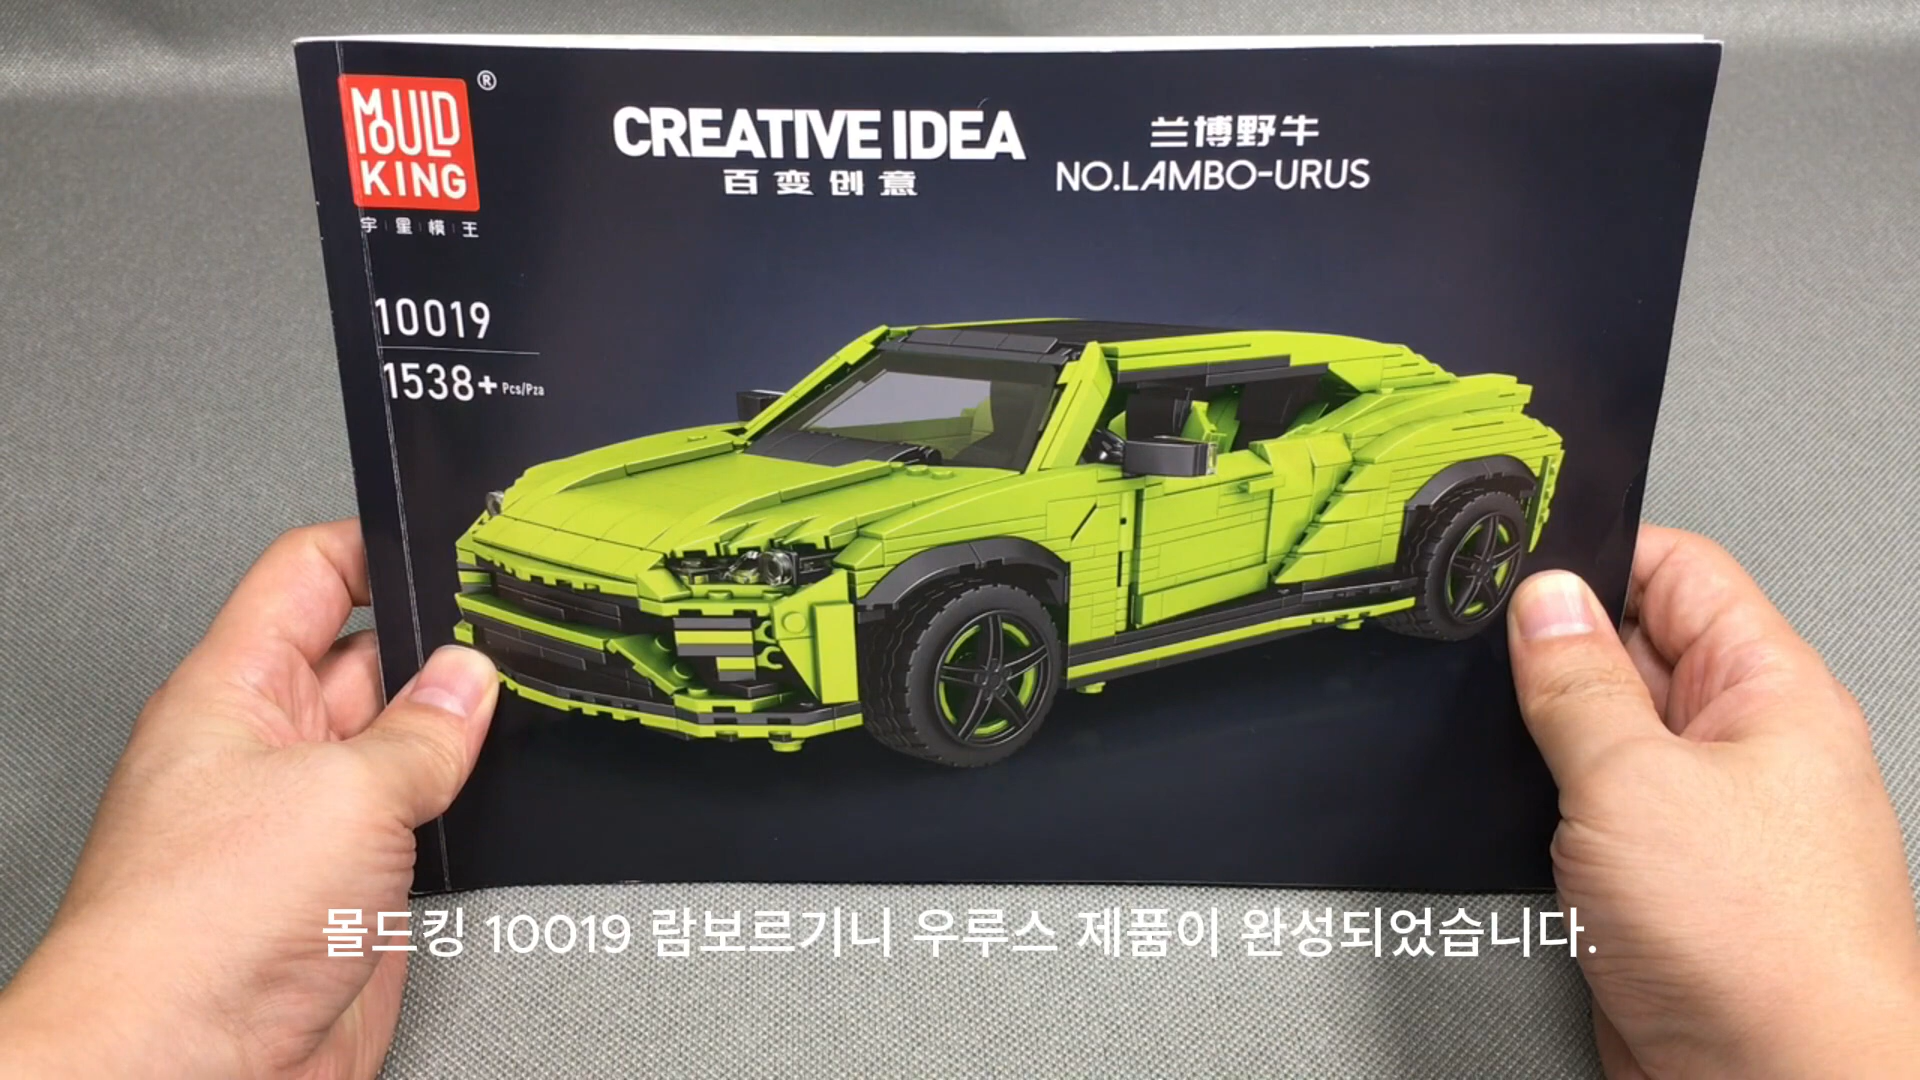 MOULD
KING
®
宇星模王
CREATIVE IDEA
百变创意
兰博野牛
NO.LAMBO-URUS
10019
1538+ Pcs/Pza
몰드킹 10019 람보르기니 우루스 제품이 완성되었습니다.